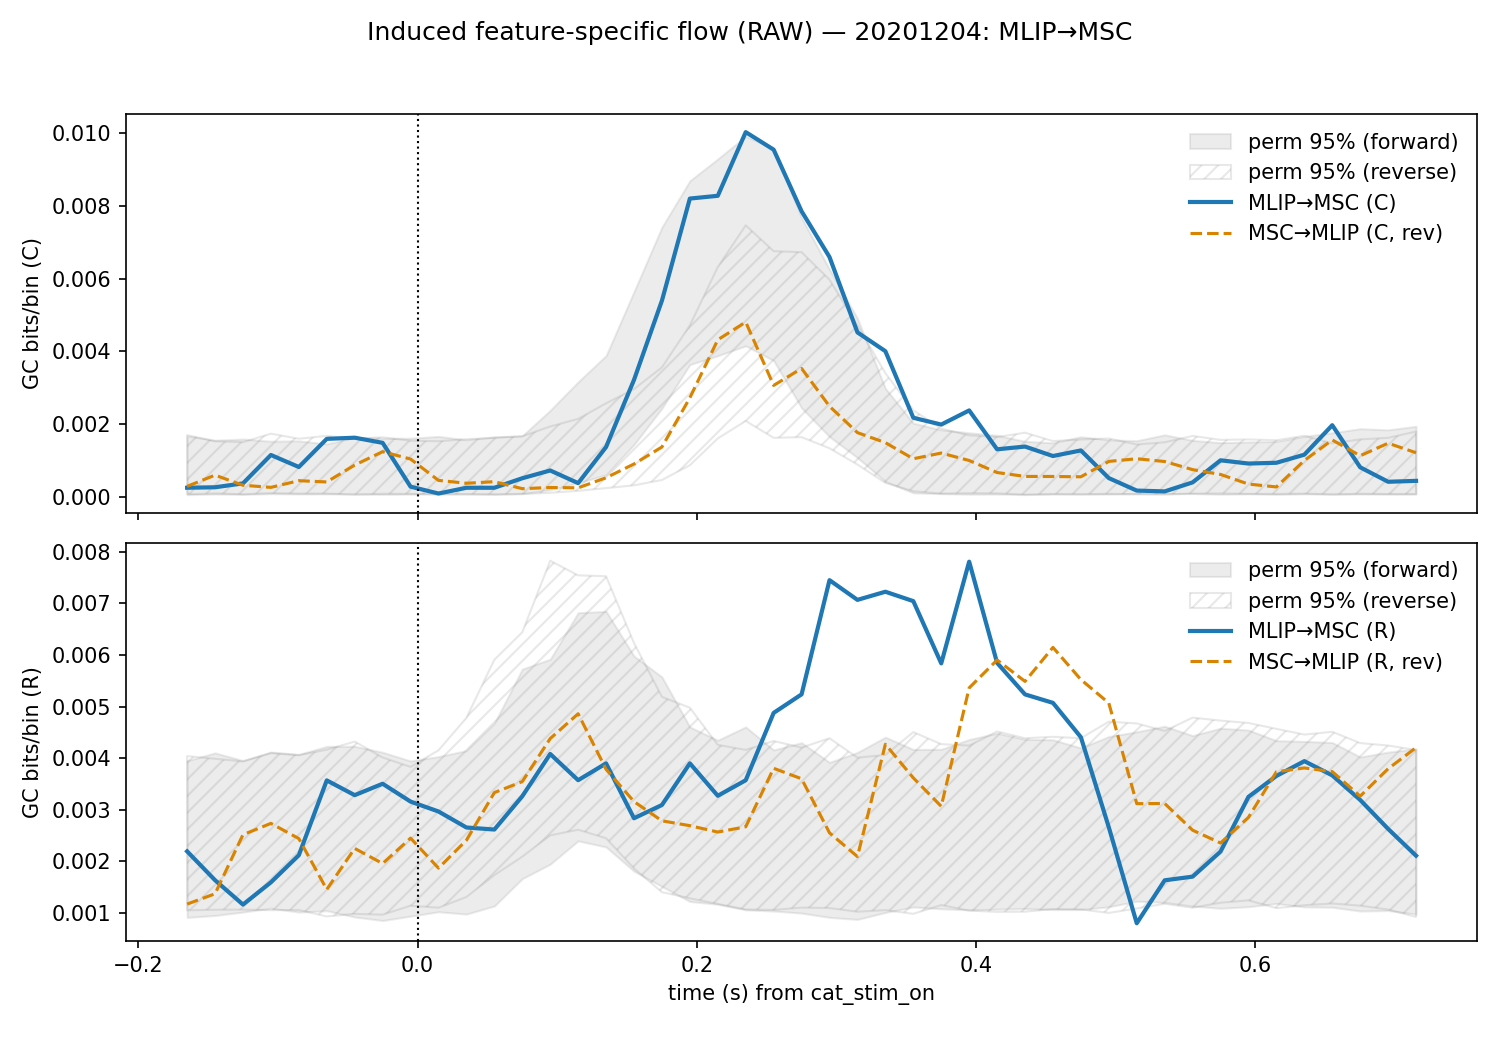 Induced feature-specific flow (RAW) — 20201204: MLIP→MSC
0.010
0.008
0.006
0.004
0.002
0.000
GC bits/bin (C)
perm 95% (forward)
perm 95% (reverse)
MLIP→MSC (C)
MSC→MLIP (C, rev)
0.008
0.007
0.006
0.005
0.004
0.003
0.002
0.001
GC bits/bin (R)
perm 95% (forward)
perm 95% (reverse)
MLIP→MSC (R)
MSC→MLIP (R, rev)
−0.2
0.0
0.2
0.4
0.6
time (s) from cat_stim_on